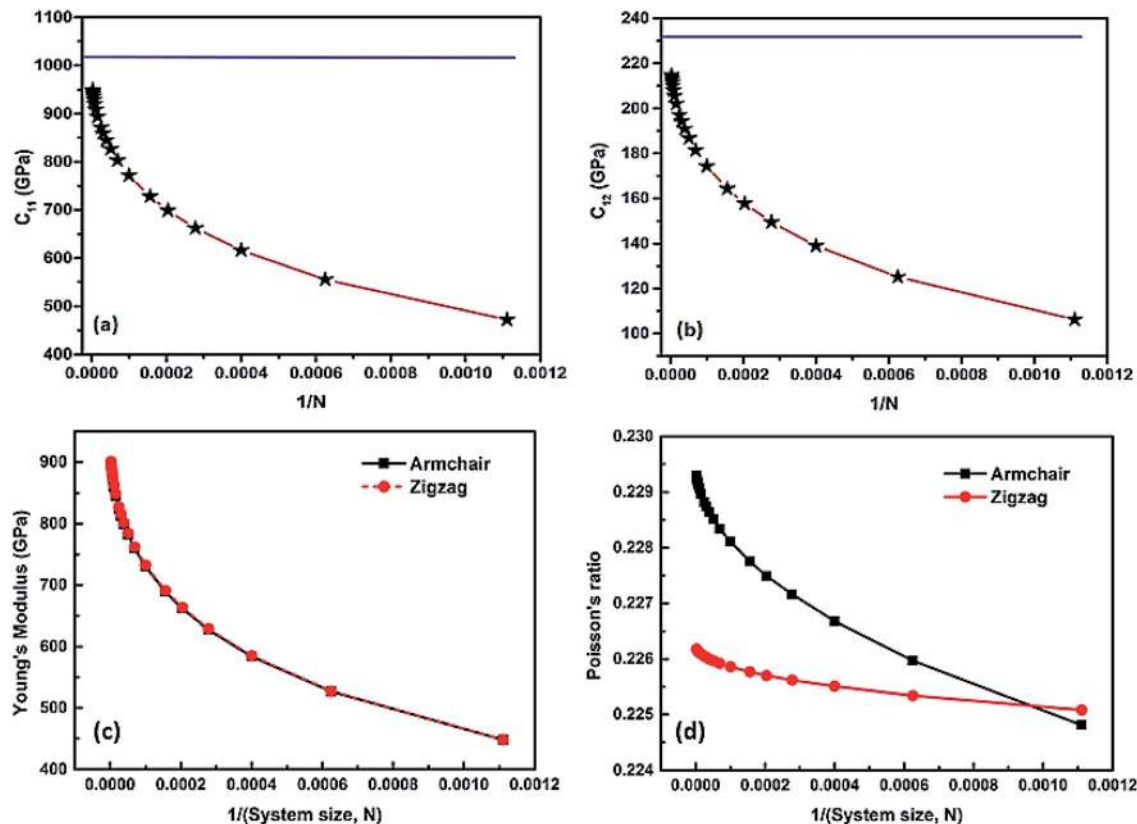 1100
1000
900
800
700
600
500
400
C11 (GPa)
(a)
0.0000 0.0002 0.0004 0.0006 0.0008 0.0010 0.0012
1/N
240
220
200
180
160
140
120
100
C12 (GPa)
(b)
0.0000 0.0002 0.0004 0.0006 0.0008 0.0010 0.0012
1/N
900
800
700
600
500
400
Young's Modulus (GPa)
Armchair
Zigzag
(c)
0.0000 0.0002 0.0004 0.0006 0.0008 0.0010 0.0012
1/(System size, N)
0.230
0.229
0.228
0.227
0.226
0.225
0.224
Poisson's ratio
Armchair
Zigzag
(d)
0.0000 0.0002 0.0004 0.0006 0.0008 0.0010 0.0012
1/(System size, N)